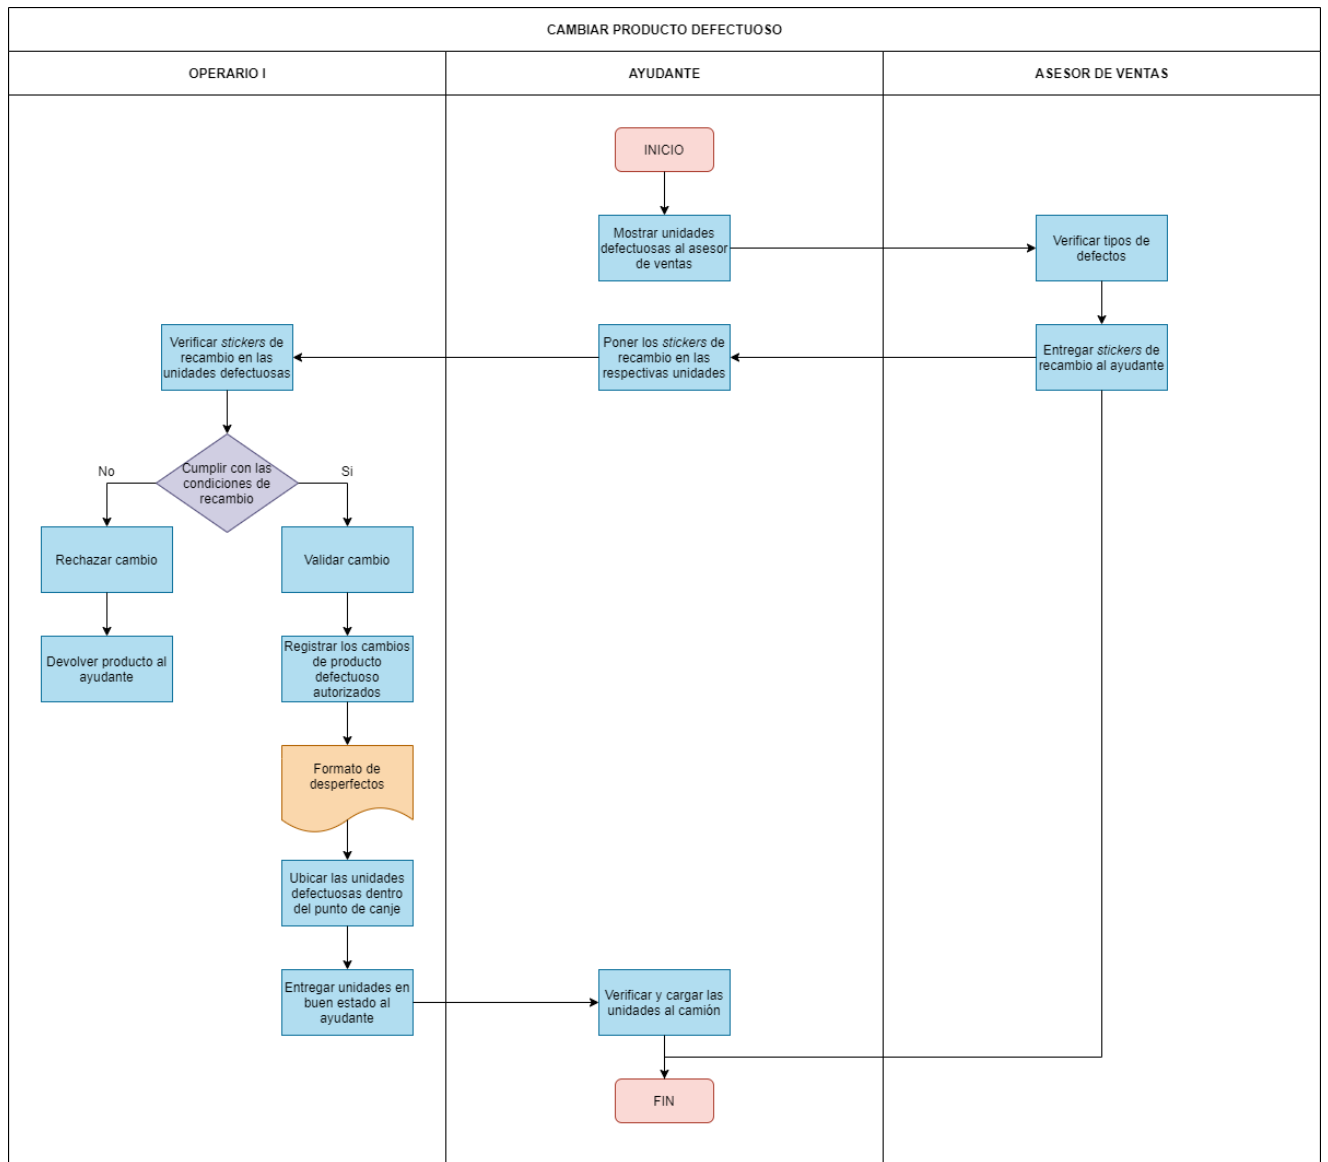 CAMBIAR PRODUCTO DEFECTUOSO
OPERARIO I
AYUDANTE
ASESOR DE VENTAS
INICIO
Mostrar unidades
defectuosas al asesor
de ventas
Verificar tipos de
defectos
Verificar stickers de
recambio en las
unidades defectuosas
Poner los stickers de
recambio en las
respectivas unidades
Entregar stickers de
recambio al ayudante
No
Cumplir con las
condiciones de
recambio
Si
Rechazar cambio
Validar cambio
Devolver producto al
ayudante
Registrar los cambios
de producto
defectuoso
autorizados
Formato de
desperfectos
Ubicar las unidades
defectuosas dentro
del punto de canje
Entregar unidades en
buen estado al
ayudante
Verificar y cargar las
unidades al camión
FIN